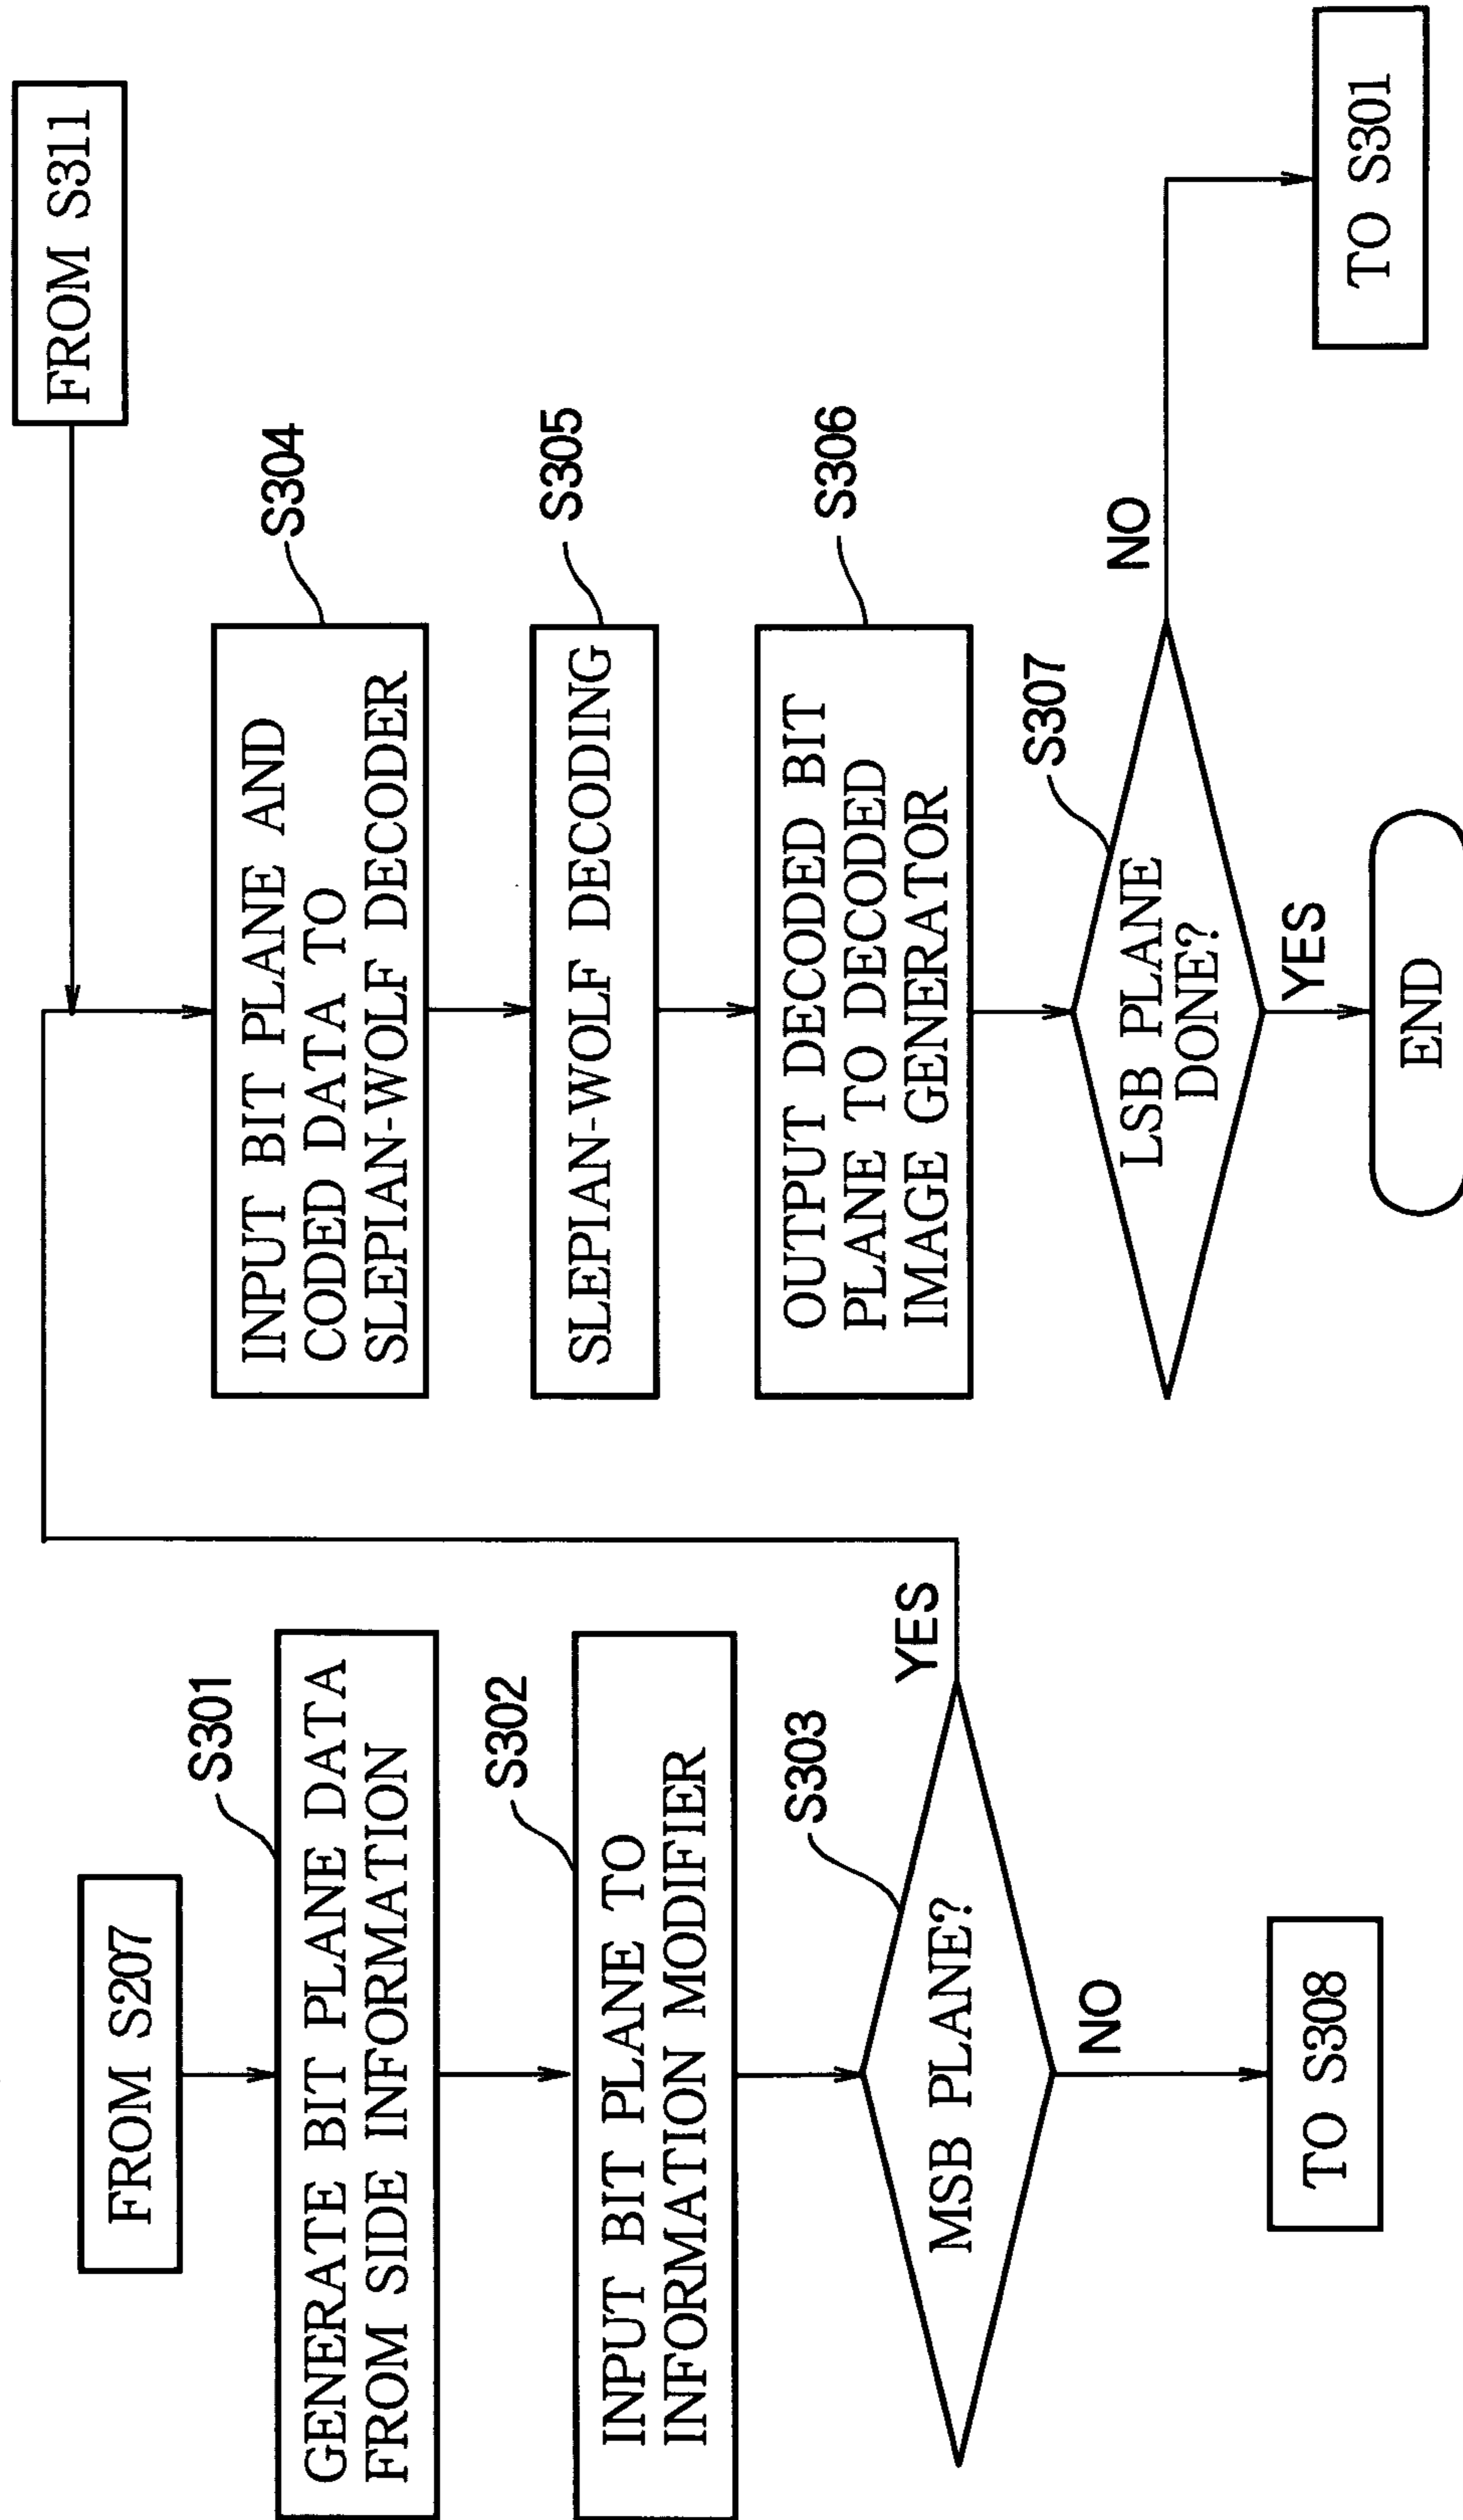 FROM S207
S301
GENERATE BIT PLANE DATA
FROM SIDE INFORMATION
S302
INPUT BIT PLANE TO
INFORMATION MODIFIER
S303
MSB PLANE?
YES
NO
TO S308
FROM S311
S304
INPUT BIT PLANE AND
CODED DATA TO
SLEPIAN-WOLF DECODER
S305
SLEPIAN-WOLF DECODING
S306
OUTPUT DECODED BIT
PLANE TO DECODED
IMAGE GENERATOR
S307
LSB PLANE
DONE?
NO
YES
TO S301
END